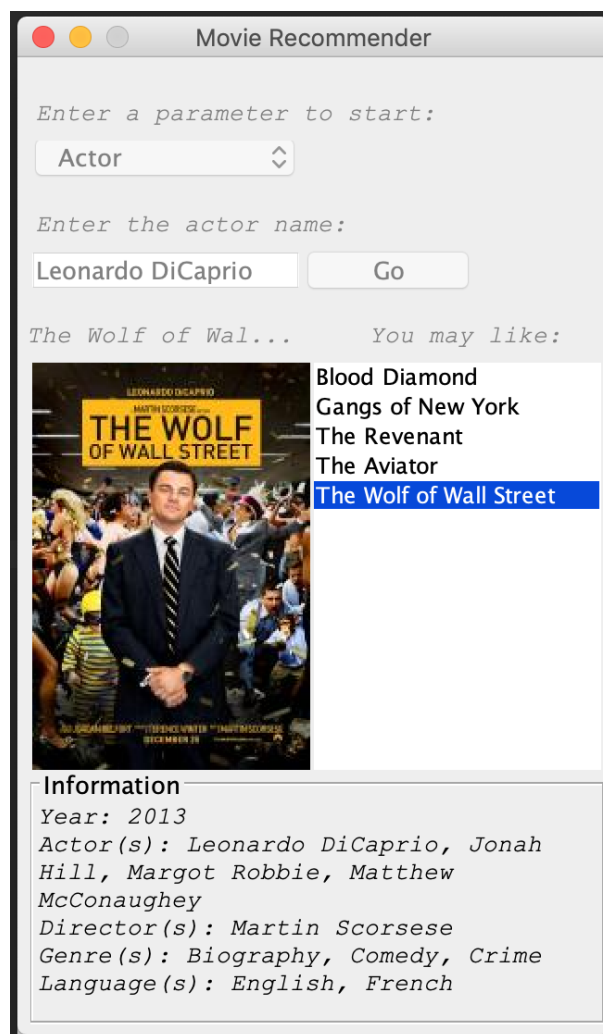 Movie Recommender
Enter a parameter to start:
Actor
Enter the actor name:
Leonardo DiCaprio
Go
The Wolf of Wal...
You may like:
LEONARDO DICAPRIO
MARTIN SCORSESE
THE WOLF
OF WALL STREET
DECEMBER 25
Blood Diamond
Gangs of New York
The Revenant
The Aviator
The Wolf of Wall Street
Information
Year: 2013
Actor(s): Leonardo DiCaprio, Jonah
Hill, Margot Robbie, Matthew
McConaughey
Director(s): Martin Scorsese
Genre(s): Biography, Comedy, Crime
Language(s): English, French